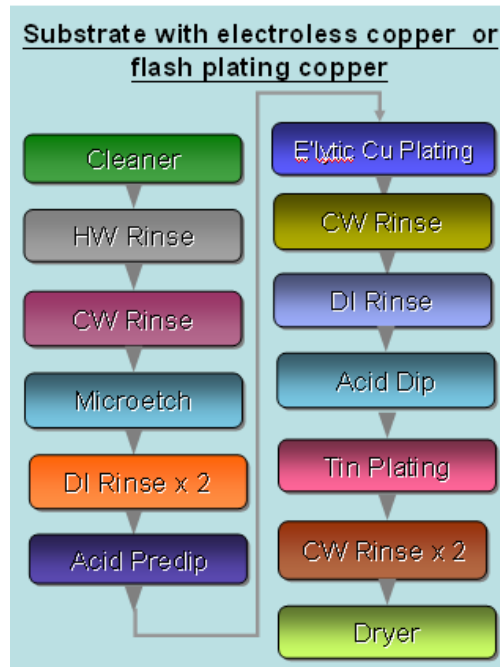 Substrate with electroless copper or
flash plating copper
Cleaner
HW Rinse
CW Rinse
Microetch
DI Rinse x 2
Acid Predip
E'lytic Cu Plating
CW Rinse
DI Rinse
Acid Dip
Tin Plating
CW Rinse x 2
Dryer